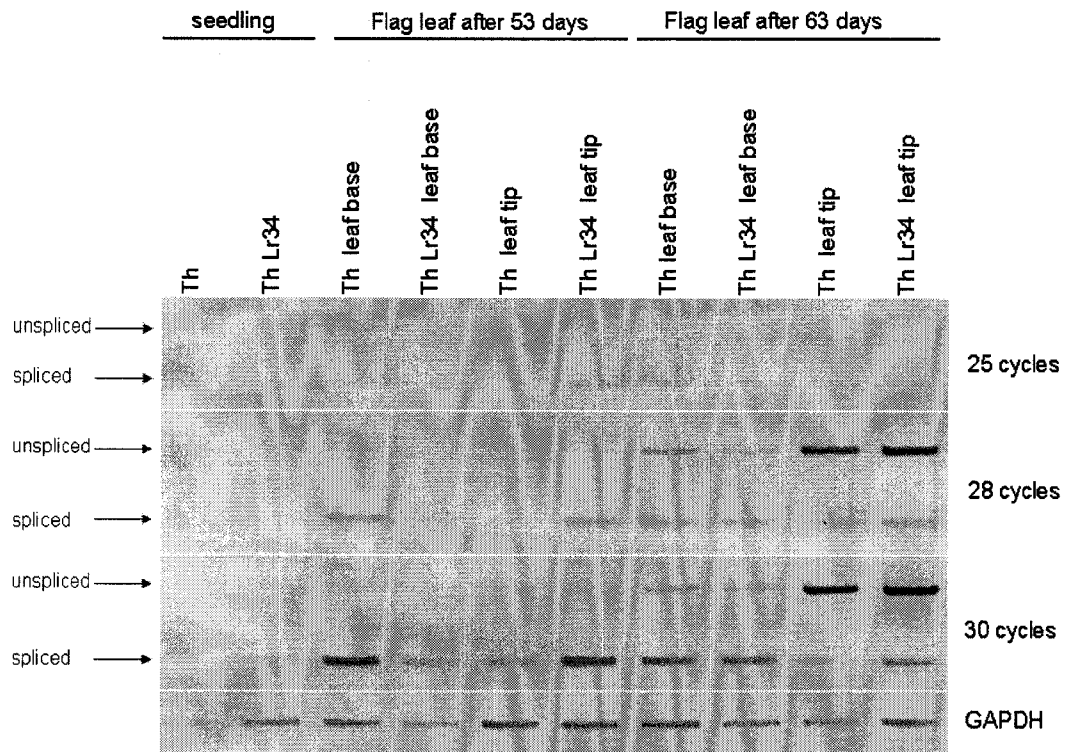 seedling
Flag leaf after 53 days
Flag leaf after 63 days
Th
Th Lr34
Th leaf base
Th Lr34 leaf base
Th leaf tip
Th Lr34 leaf tip
Th leaf base
Th Lr34 leaf base
Th leaf tip
Th Lr34 leaf tip
unspliced
spliced
25 cycles
unspliced
spliced
28 cycles
unspliced
spliced
30 cycles
GAPDH